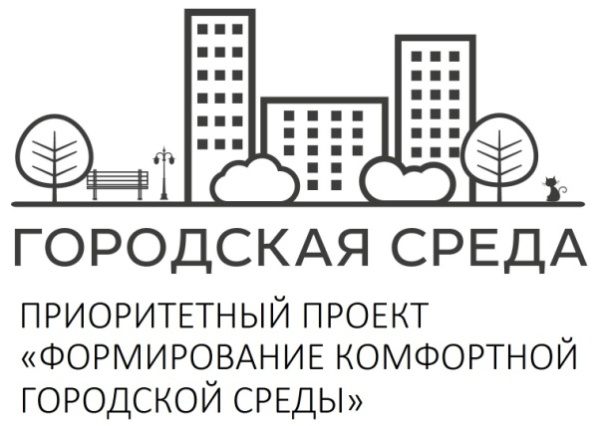 ГОРОДСКАЯ СРЕДА
ПРИОРИТЕТНЫЙ ПРОЕКТ
«ФОРМИРОВАНИЕ КОМФОРТНОЙ
ГОРОДСКОЙ СРЕДЫ»